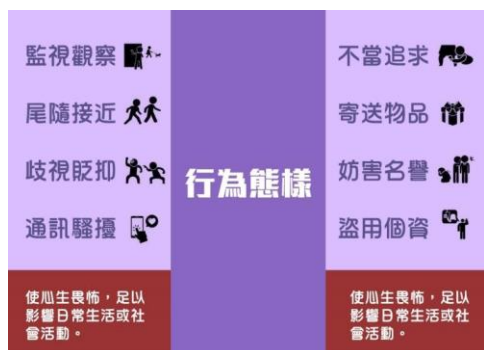 監視觀察
尾隨接近
歧視貶抑
通訊騷擾
使心生畏怖，足以
影響日常生活或社
會活動。
行為態樣
不當追求
寄送物品
妨害名譽
盜用個資
使心生畏怖，足以
影響日常生活或社
會活動。